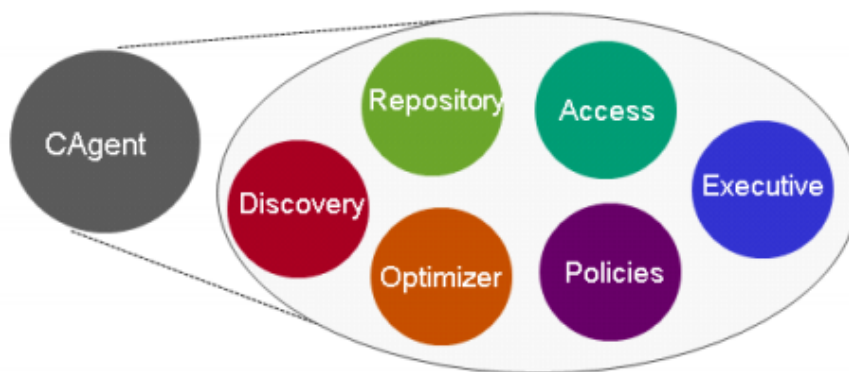 CAgent
Repository
Access
Executive
Discovery
Optimizer
Policies